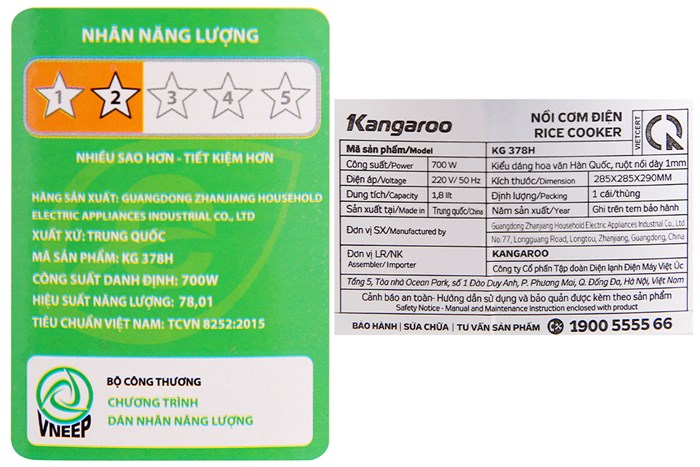 NHÃN NĂNG LƯỢNG
1 2 3 4 5
NHIỀU SAO HƠN - TIẾT KIỆM HƠN
HÃNG SẢN XUẤT: GUANGDONG ZHANJIANG HOUSEHOLD
ELECTRIC APPLIANCES INDUSTRIAL CO., LTD
XUẤT XỨ: TRUNG QUỐC
MÃ SẢN PHẨM: KG 378H
CÔNG SUẤT DANH ĐỊNH: 700W
HIỆU SUẤT NĂNG LƯỢNG: 78,01
TIÊU CHUẨN VIỆT NAM: TCVN 8252:2015
VNEEP
BỘ CÔNG THƯƠNG
CHƯƠNG TRÌNH
DÁN NHÃN NĂNG LƯỢNG
Kangaroo
NỒI CƠM ĐIỆN
RICE COOKER
VIETCERT
Mã sản phẩm/Model KG 378H
Công suất/Power 700 W Kiểu dáng hoa văn Hàn Quốc, ruột nồi dày 1mm
Điện áp/Voltage 220 V/ 50 Hz Kích thước/Dimension 285X285X290MM
Dung tích/Capacity 1,8 lít Định lượng/Packing 1 cái/thùng
Sản xuất tại/Made in Trung quốc/China Năm sản xuất/Year Ghi trên tem bảo hành
Đơn vị SX/Manufactured by Guangdong Zhanjiang Household Electric Appliances Industrial Co., Ltd
No.77, Longguang Road, Longtou, Zhanjiang, Guangdong, China
Đơn vị LR/NK KANGAROO
Assembler/ Importer Công ty Cổ phần Tập đoàn Điện lạnh Điện Máy Việt Úc
Tầng 5, Tòa nhà Ocean Park, số 1 Đào Duy Anh, P. Phương Mai, Q. Đống Đa, Hà Nội, Việt Nam
Cảnh báo an toàn- Hướng dẫn sử dụng và bảo quản được kèm theo sản phẩm
Safety Notice - Manual and Maintenance Instruction enclosed with product
BẢO HÀNH | SỬA CHỮA | TƯ VẤN SẢN PHẨM 1900 5555 66